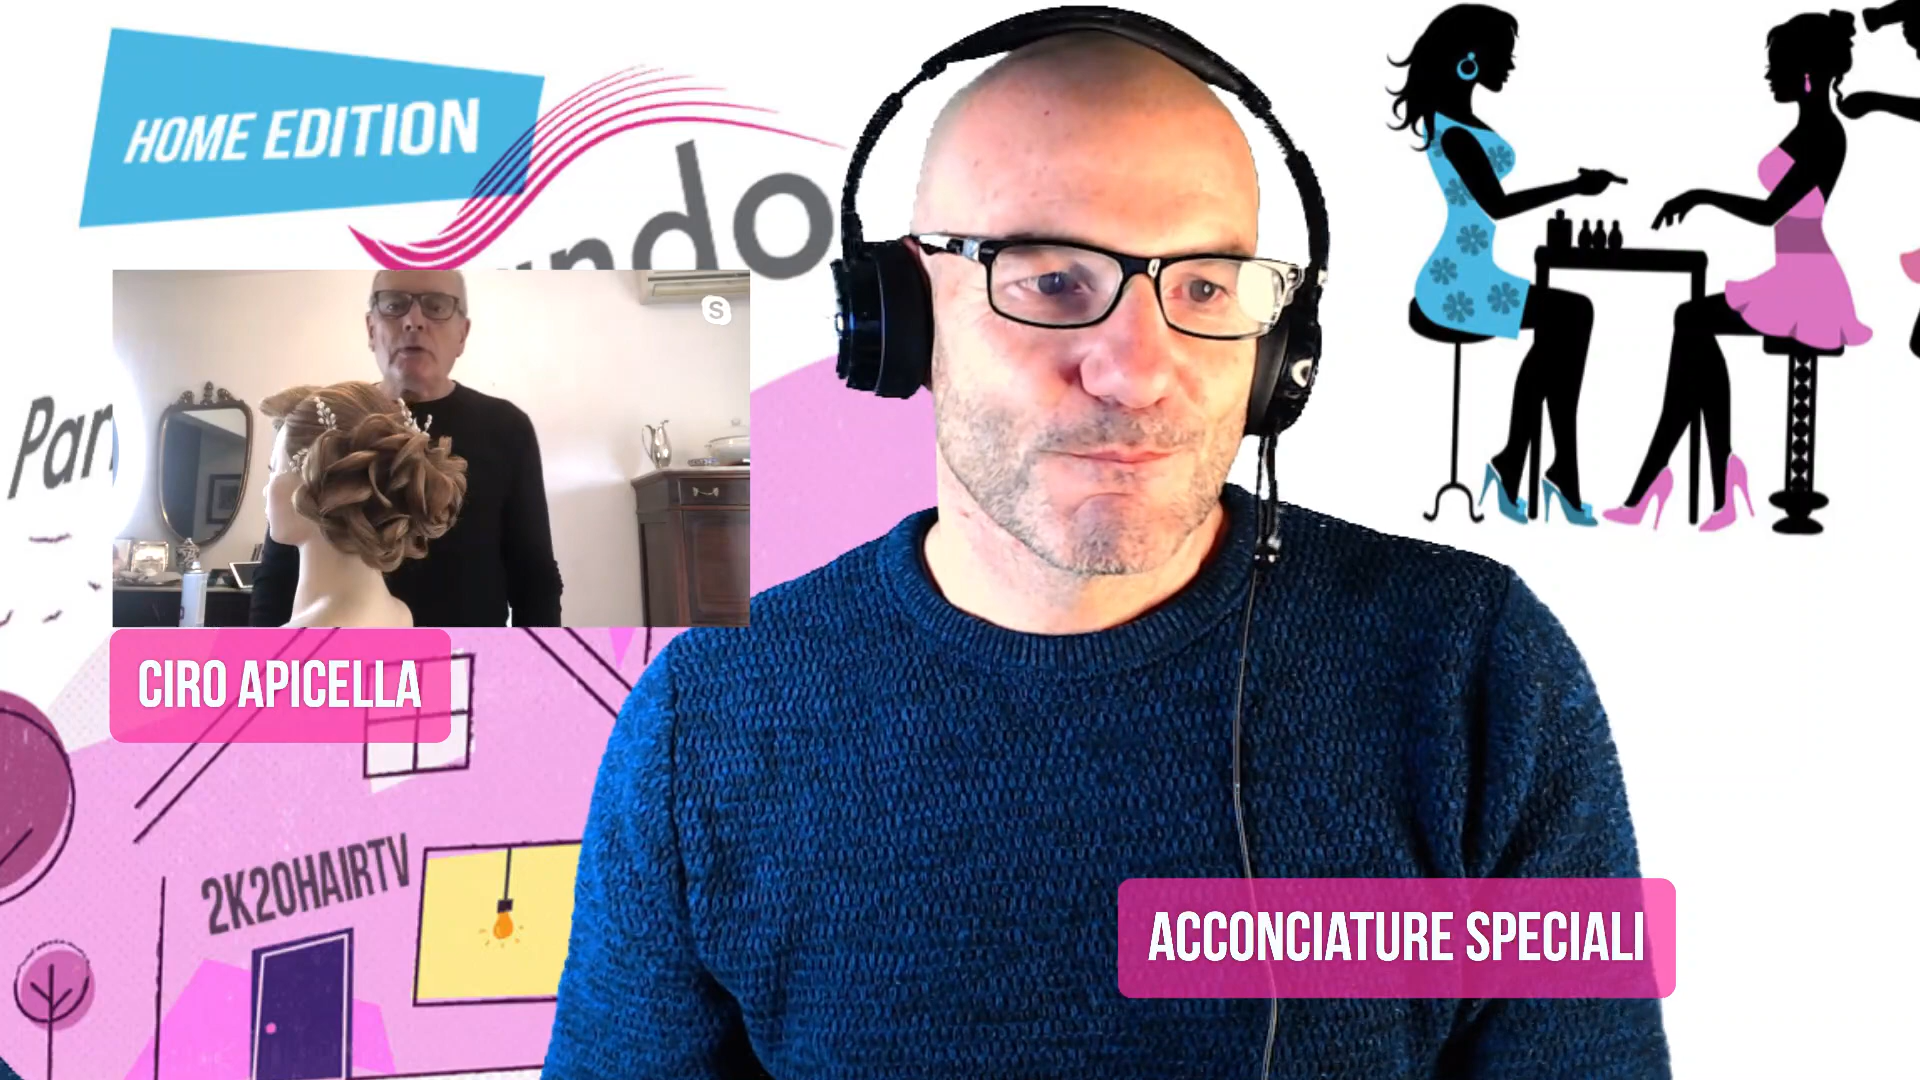 HOME EDITION
CIRO APICELLA
2K20HAIRTV
ACCONCIATURE SPECIALI